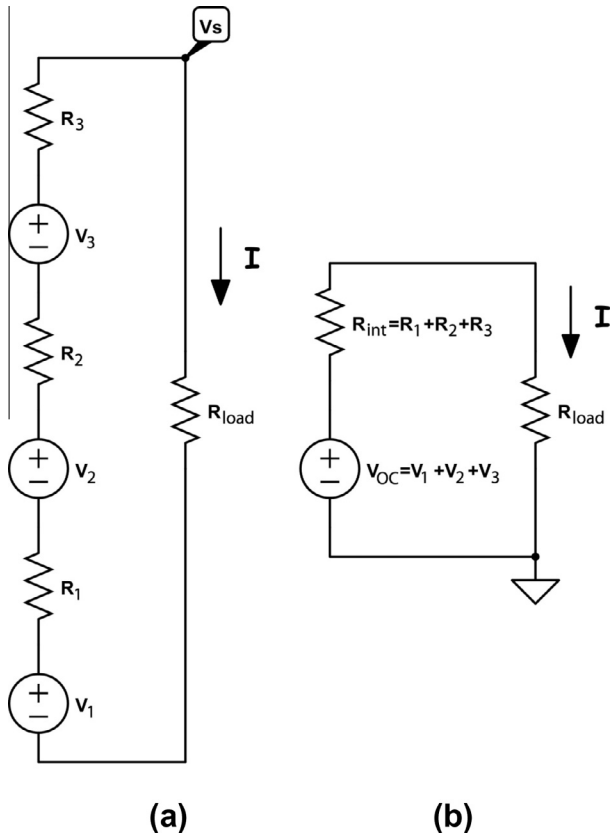 Vs
R3
V3
I
R2
Rload
V2
R1
V1
(a)
I
Rint=R1+R2+R3
Rload
VOC=V1+V2+V3
(b)